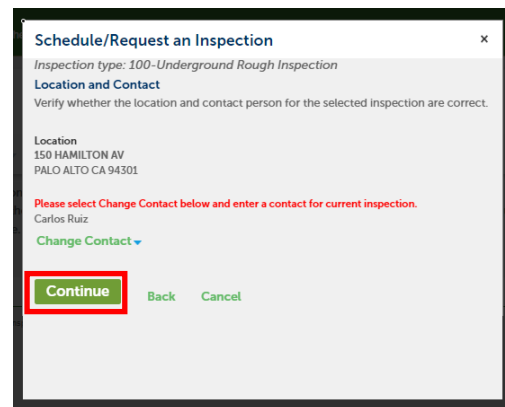 Schedule/Request an Inspection ×
Inspection type: 100-Underground Rough Inspection
Location and Contact
Verify whether the location and contact person for the selected inspection are correct.
Location
150 HAMILTON AV
PALO ALTO CA 94301
Please select Change Contact below and enter a contact for current inspection.
Carlos Ruiz
Change Contact
Continue Back Cancel